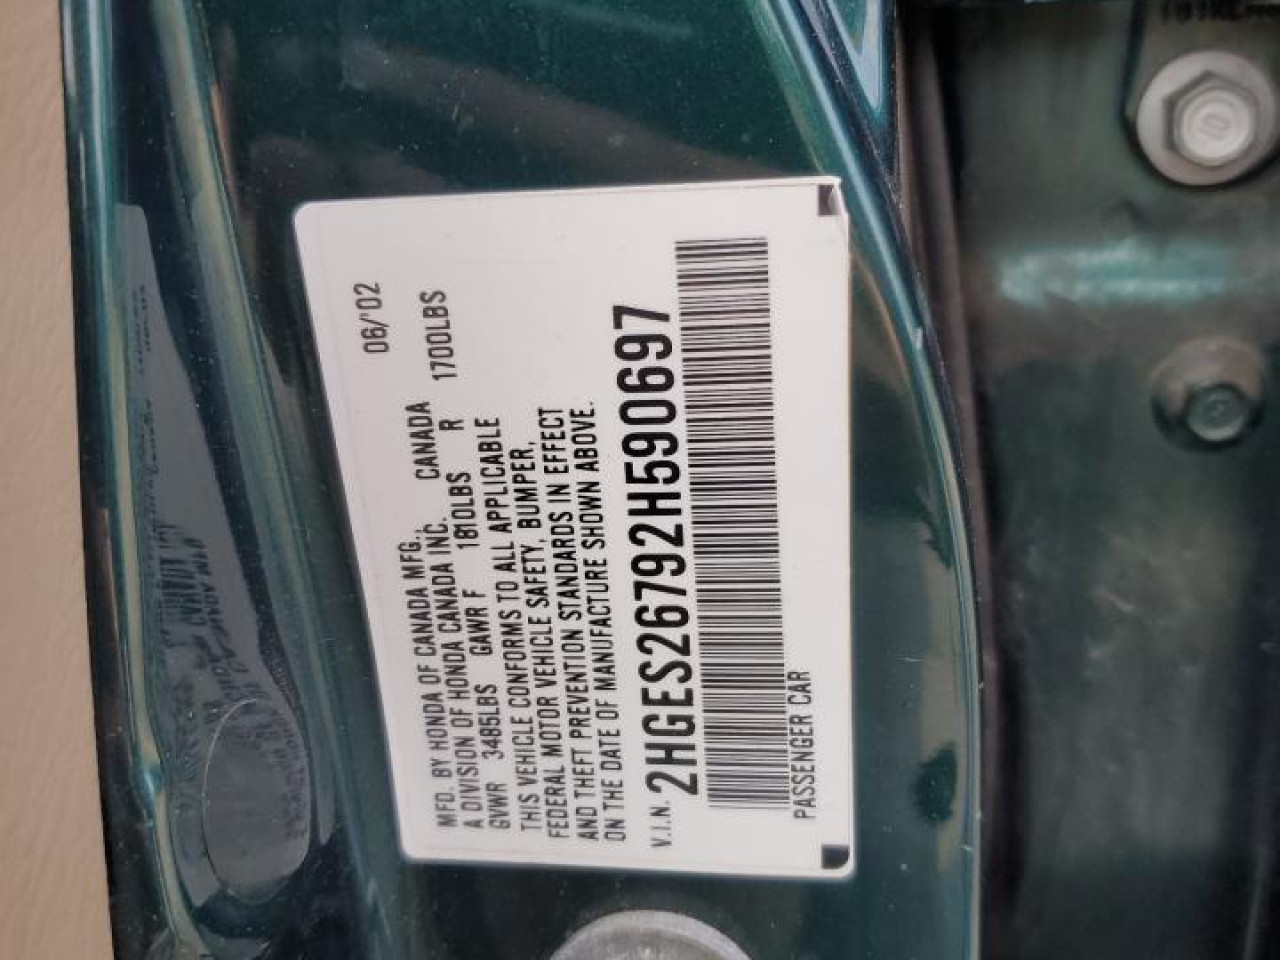 MFD. BY HONDA OF CANADA MFG., 06/'02
A DIVISION OF HONDA CANADA INC. CANADA
GVWR 3485LBS GAWR F 1810LBS R 1700LBS
THIS VEHICLE CONFORMS TO ALL APPLICABLE
FEDERAL MOTOR VEHICLE SAFETY, BUMPER,
AND THEFT PREVENTION STANDARDS IN EFFECT
ON THE DATE OF MANUFACTURE SHOWN ABOVE.
V.I.N. 2HGES26792H590697
PASSENGER CAR
10